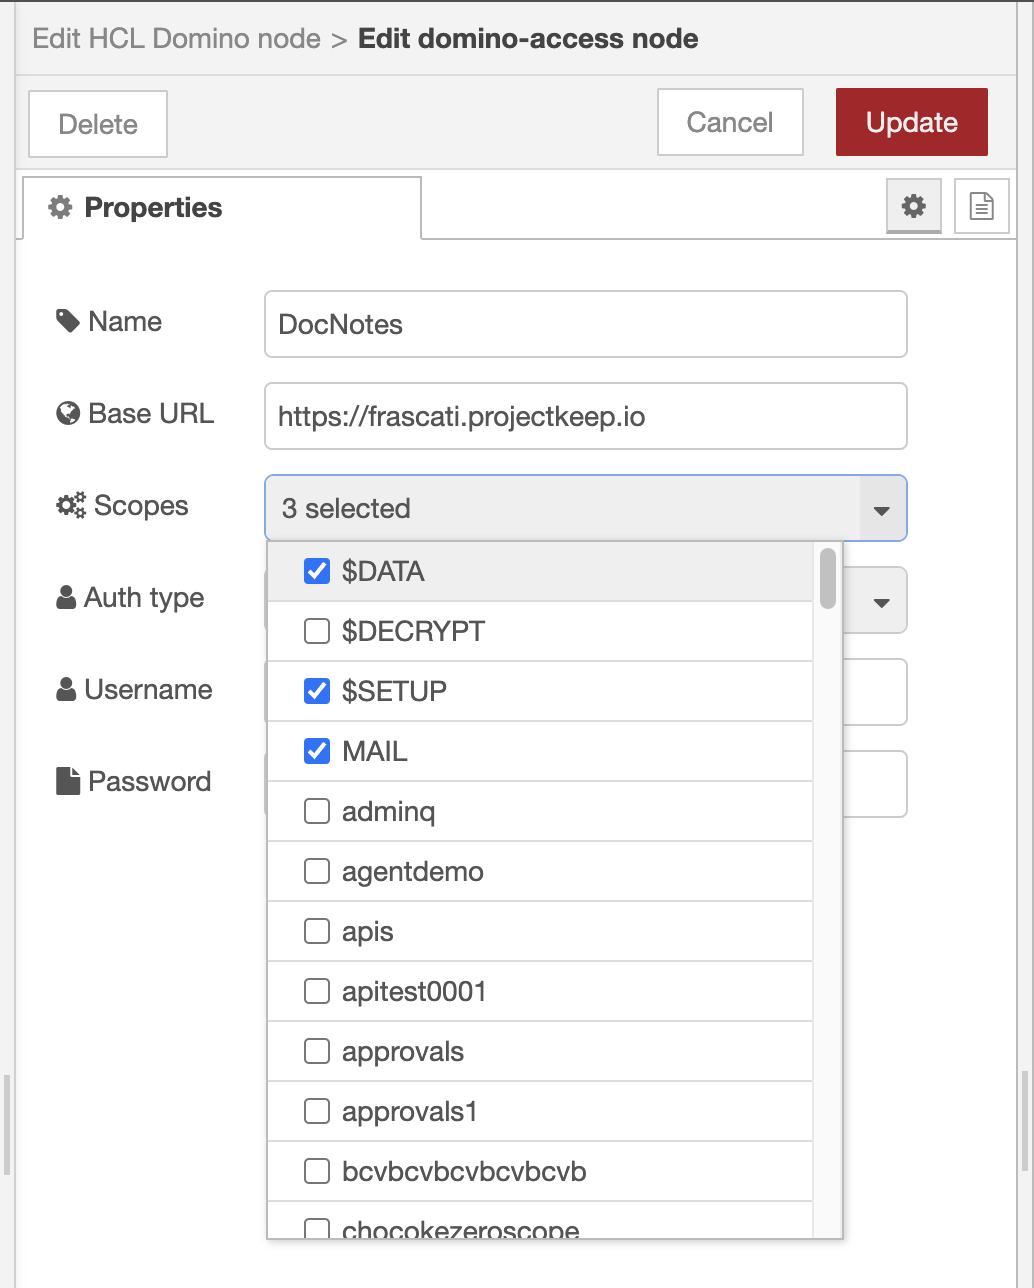 Edit HCL Domino node > Edit domino-access node
Delete
Cancel
Update
Properties
Name
DocNotes
Base URL
https://frascati.projectkeep.io
Scopes
3 selected
$DATA
Auth type
$DECRYPT
Username
$SETUP
MAIL
Password
adminq
agentdemo
apis
apitest0001
approvals
approvals1
bcvbcvbcvbcvbcvb
chocokezeroscope